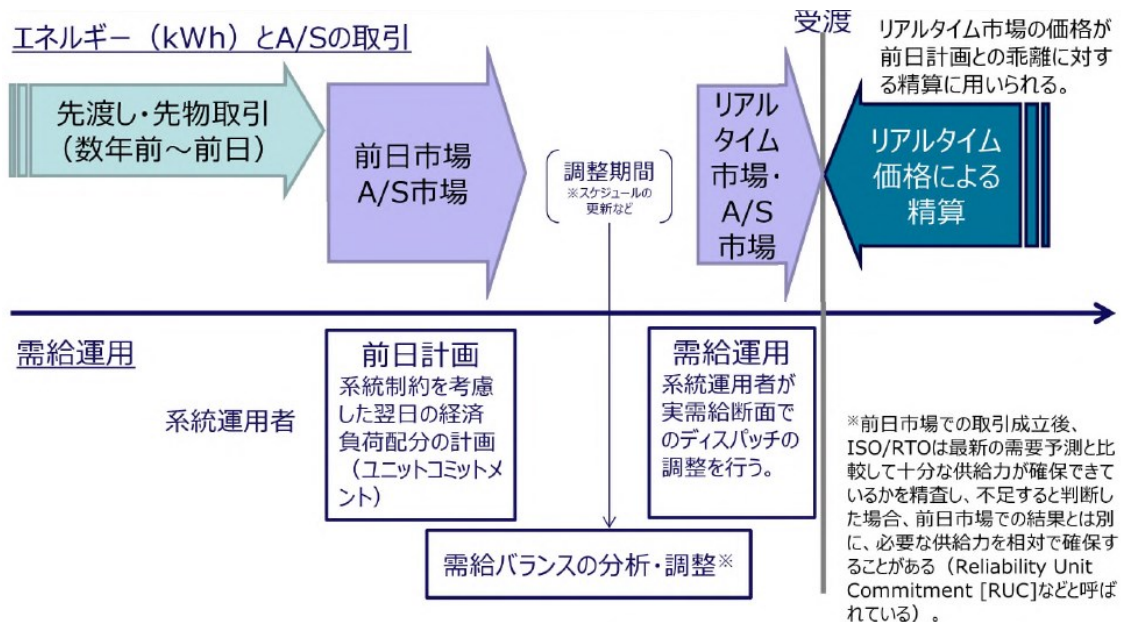 エネルギー（kWh）とA/Sの取引
受渡
リアルタイム市場の価格が
前日計画との乖離に対す
る精算に用いられる。
先渡し・先物取引
（数年前～前日）
前日市場
A/S市場
調整期間
※スケジュールの
更新など
リアル
タイム
市場・
A/S
市場
リアルタイム
価格による
精算
需給運用
系統運用者
前日計画
系統制約を考慮
した翌日の経済
負荷配分の計画
（ユニットコミットメ
ント）
需給運用
系統運用者が
実需給断面で
のディスパッチの
調整を行う。
需給バランスの分析・調整※
※前日市場での取引成立後、
ISO/RTOは最新の需要予測と比
較して十分な供給力が確保できて
いるかを精査し、不足すると判断し
た場合、前日市場での結果とは別
に、必要な供給力を相対で確保す
ることがある（Reliability Unit
Commitment [RUC]などと呼ば
れている）。